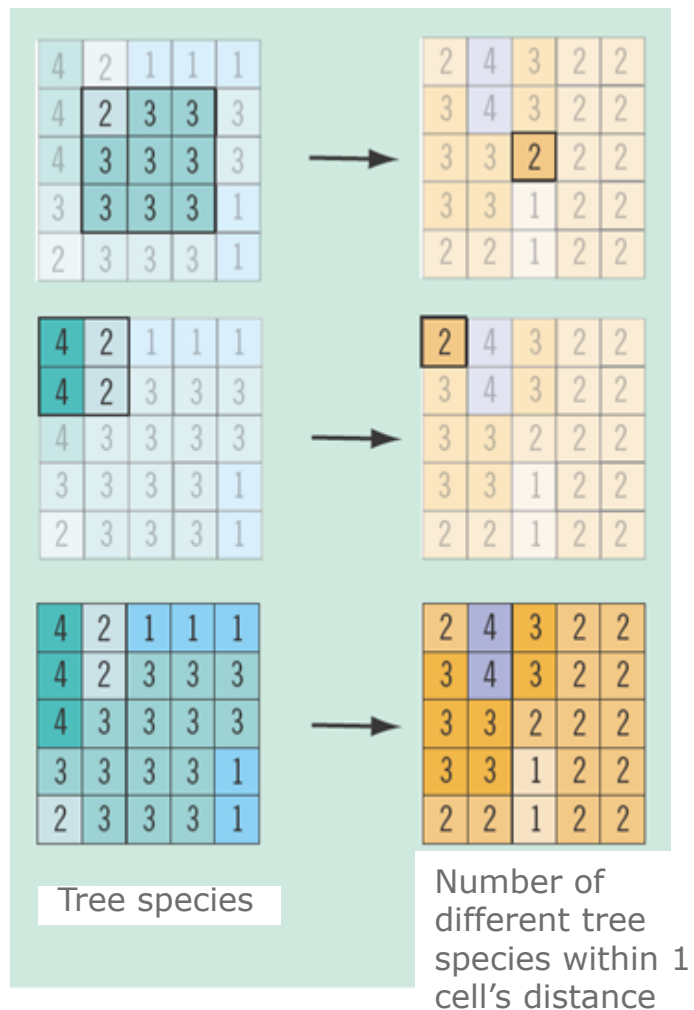 4 2 1 1 1 2 4 3 2 2
4 2 3 3 3 3 4 3 2 2
4 3 3 3 3 3 3 2 2 2
3 3 3 3 1 3 3 1 2 2
2 3 3 3 1 2 2 1 2 2
4 2 1 1 1 2 4 3 2 2
4 2 3 3 3 3 4 3 2 2
4 3 3 3 3 3 3 2 2 2
3 3 3 3 1 3 3 1 2 2
2 3 3 3 1 2 2 1 2 2
4 2 1 1 1 2 4 3 2 2
4 2 3 3 3 3 4 3 2 2
4 3 3 3 3 3 3 2 2 2
3 3 3 3 1 3 3 1 2 2
2 3 3 3 1 2 2 1 2 2
Tree species
Number of
different tree
species within 1
cell's distance